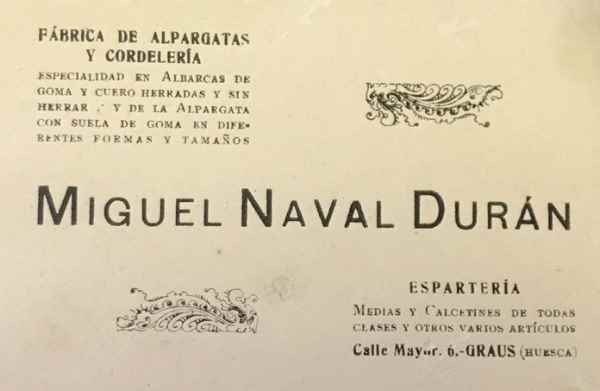 FÁBRICA DE ALPARGATAS
Y CORDELERÍA
ESPECIALIDAD EN ALBARCAS DE
GOMA Y CUERO HERRADAS Y SIN
HERRAR , Y DE LA ALPARGATA
CON SUELA DE GOMA EN DIFE-
RENTES FORMAS Y TAMAÑOS
MIGUEL NAVAL DURÁN
ESPARTERÍA
MEDIAS Y CALCETINES DE TODAS
CLASES Y OTROS VARIOS ARTÍCULOS
Calle Mayor. 6.-GRAUS (HUESCA)